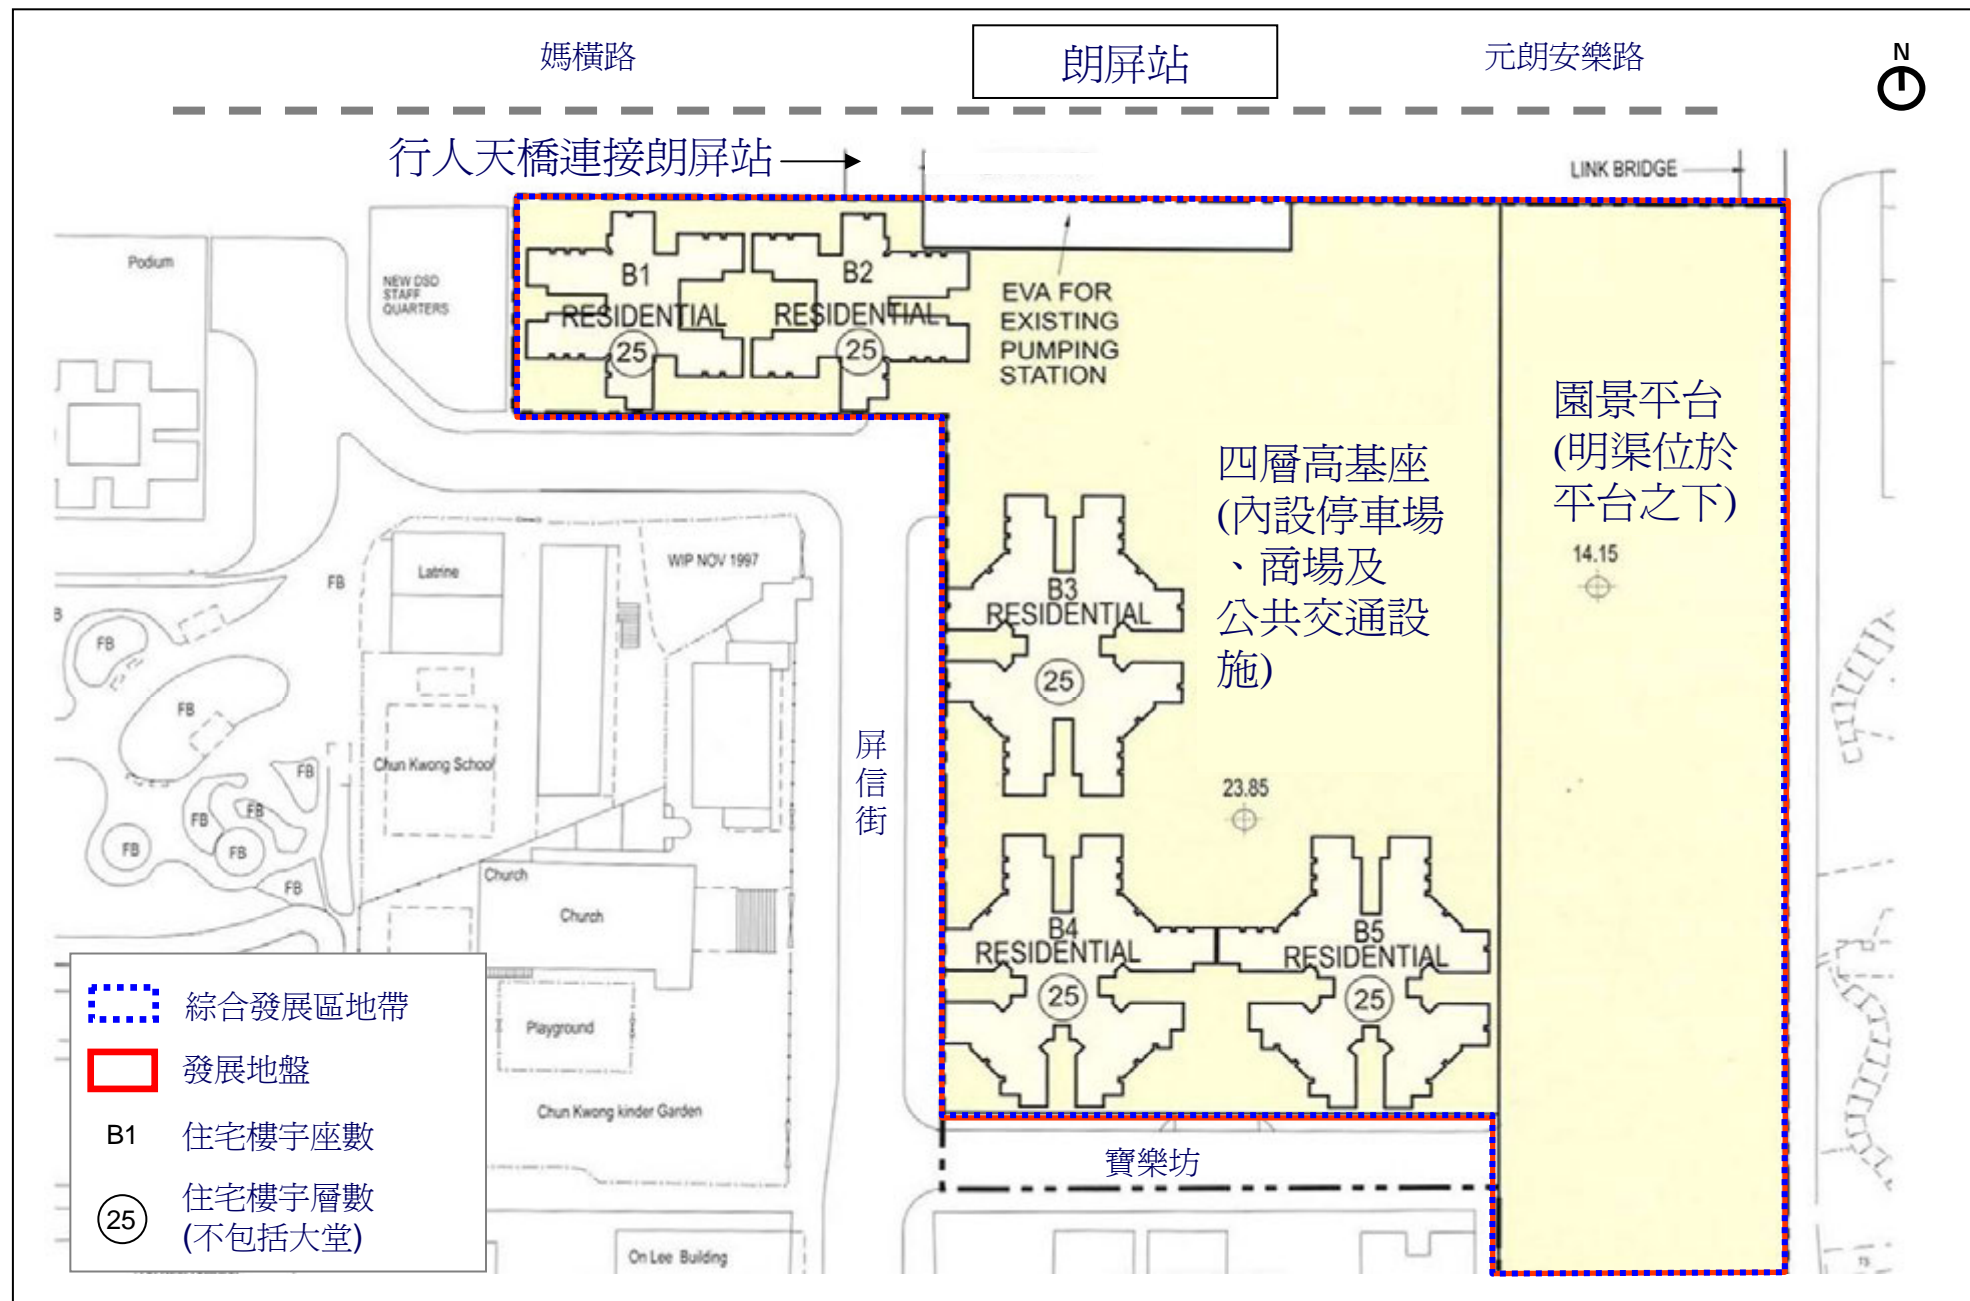 媽橫路
朗屏站
元朗安樂路
N
行人天橋連接朗屏站
LINK BRIDGE
Podium
NEW DSD
STAFF
QUARTERS
B1
RESIDENTIAL
25
B2
RESIDENTIAL
25
EVA FOR
EXISTING
PUMPING
STATION
園景平台
(明渠位於
平台之下)
14.15
四層高基座
(內設停車場
、商場及
公共交通設
施)
23.85
FB
Latrine
WIP NOV 1997
B3
RESIDENTIAL
25
FB
FB
FB
FB
FB
FB
FB
FB
Chun Kwong School
屏
信
街
Church
Church
B4
RESIDENTIAL
25
B5
RESIDENTIAL
25
Playground
Chun Kwong kinder Garden
寶樂坊
On Lee Building
綜合發展區地帶
發展地盤
B1
住宅樓宇座數
25
住宅樓宇層數
(不包括大堂)